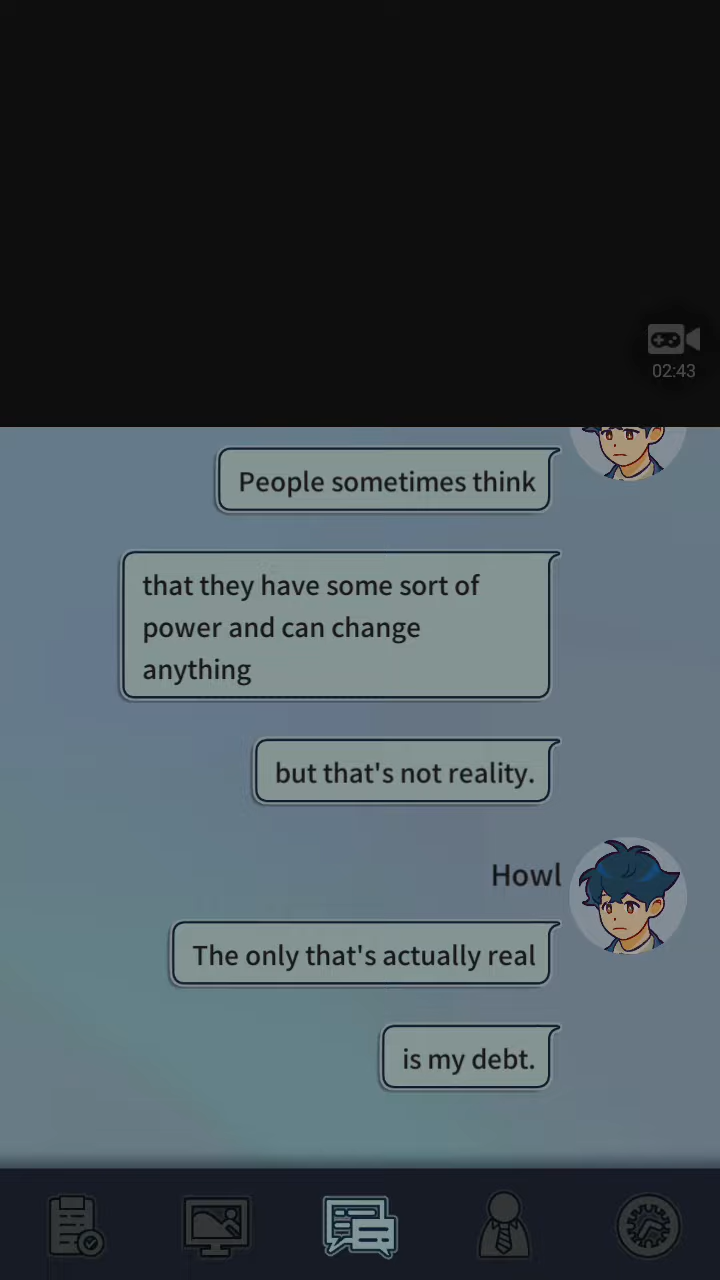 02:43
People sometimes think
that they have some sort of
power and can change
anything
but that's not reality.
Howl
The only that's actually real
is my debt.